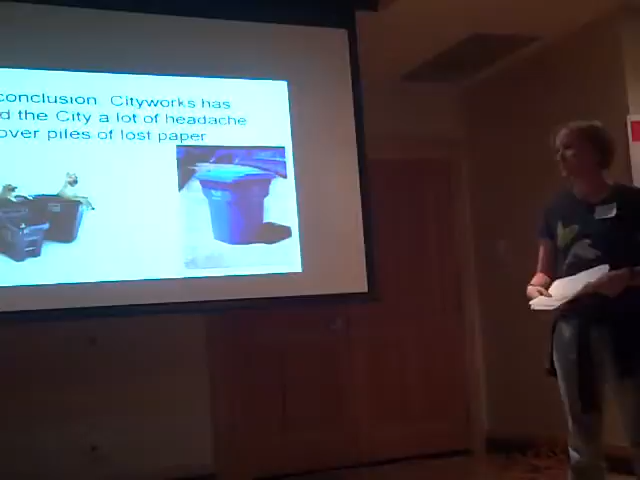 conclusion Cityworks has
d the City a lot of headache
over piles of lost paper